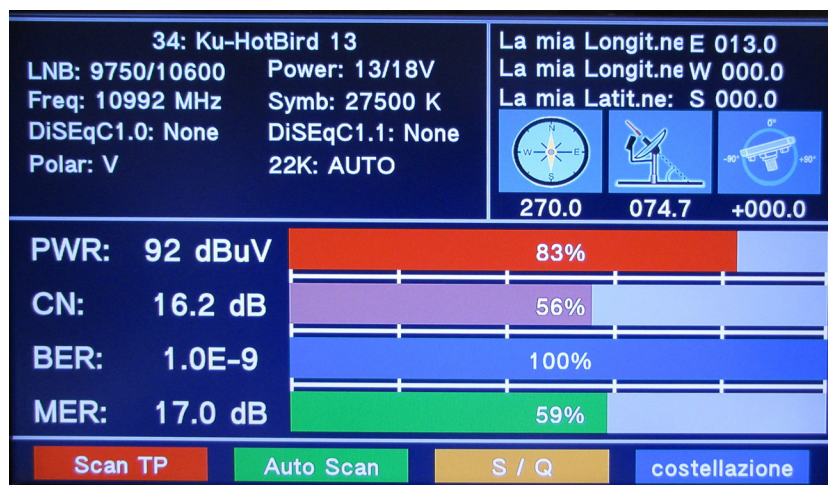 34: Ku-HotBird 13
LNB: 9750/10600 Power: 13/18V
Freq: 10992 MHz Symb: 27500 K
DiSEqC1.0: None DiSEqC1.1: None
Polar: V 22K: AUTO
La mia Longit.ne E 013.0
La mia Longit.ne W 000.0
La mia Latit.ne: S 000.0
N
W E
S
0°
-90° +90°
270.0 074.7 +000.0
PWR: 92 dBuV 83%
CN: 16.2 dB 56%
BER: 1.0E-9 100%
MER: 17.0 dB 59%
Scan TP Auto Scan S / Q costellazione